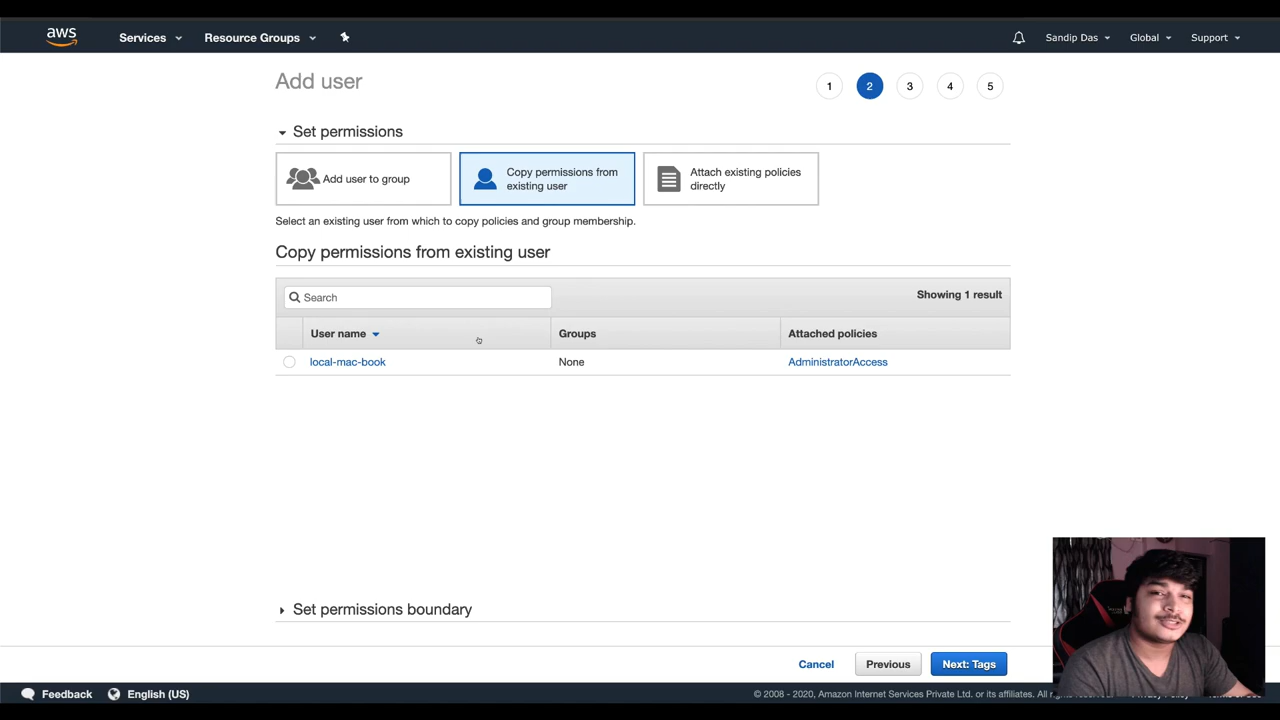 aws
Services
Resource Groups
Sandip Das
Global
Support
Add user
1
2
3
4
5
Set permissions
Add user to group
Copy permissions from
existing user
Attach existing policies
directly
Select an existing user from which to copy policies and group membership.
Copy permissions from existing user
Search
Showing 1 result
User name
Groups
Attached policies
local-mac-book
None
AdministratorAccess
Set permissions boundary
Cancel
Previous
Next: Tags
Feedback
English (US)
© 2008 - 2020, Amazon Internet Services Private Ltd. or its affiliates. All